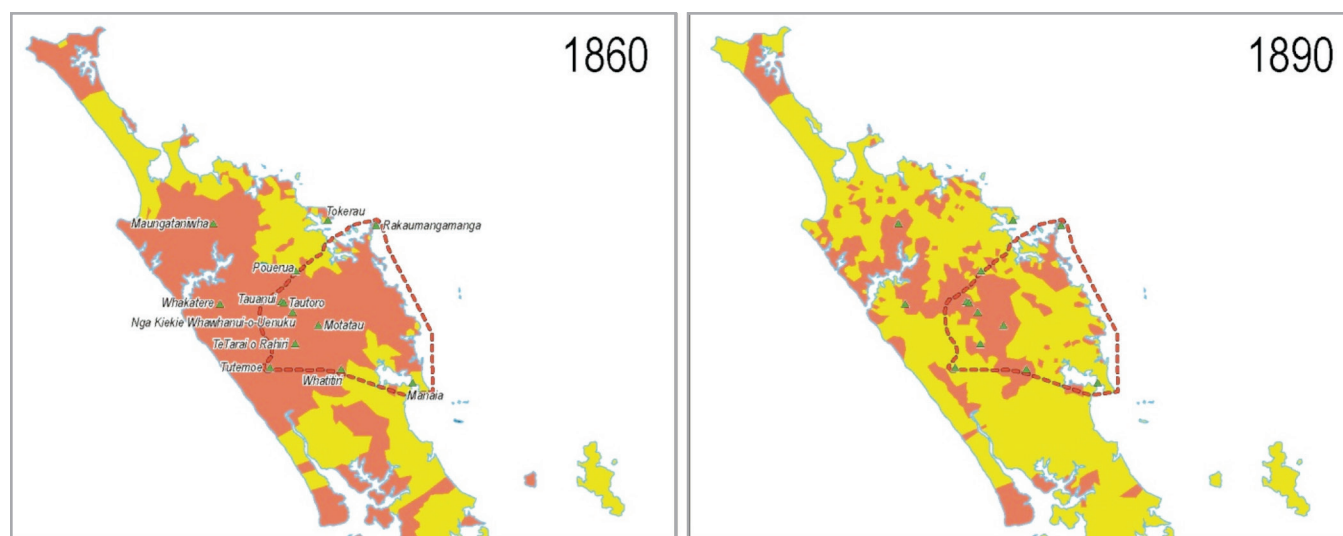 1860
1890
Tokerau
Maungataniwha
Rakaumangamanga
Pouerua
Tauanui
Whakatere
Tautoro
Nga Kiekie Whawhanui-o-Uenuku
Motatau
TeTarai o Rahiri
Tutemoe
Whatitiri
Manaia